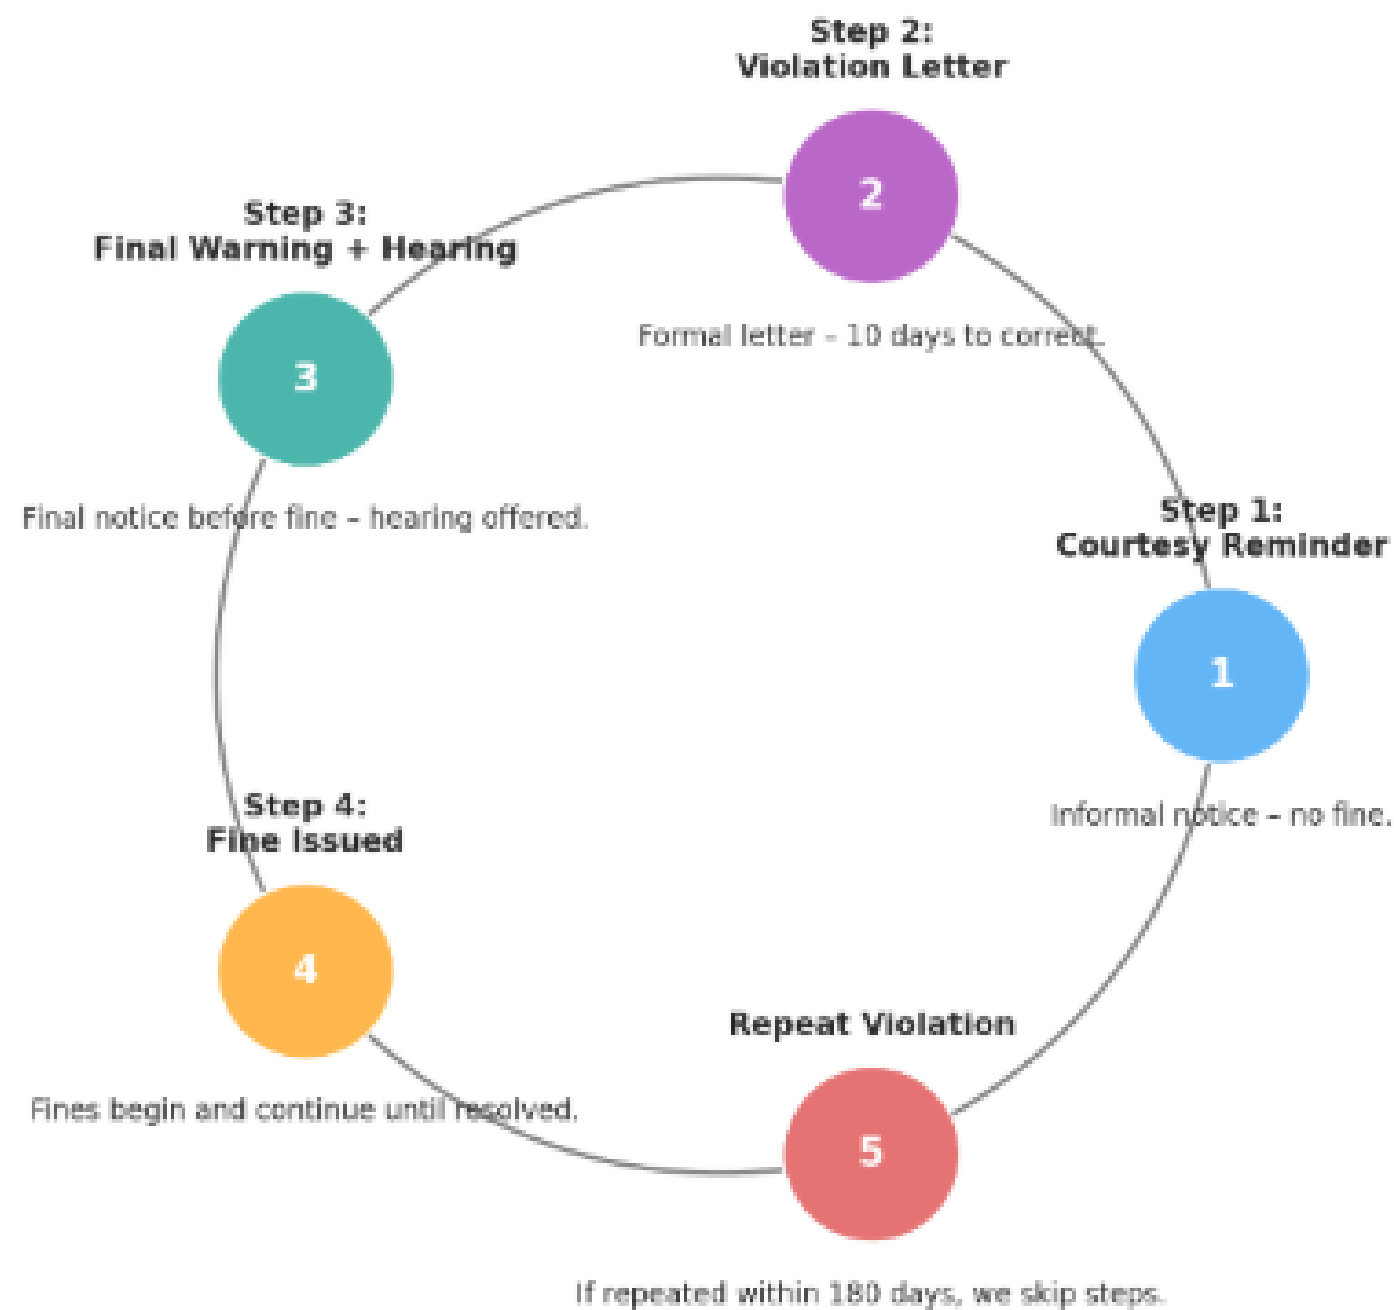 Step 2:
Violation Letter
2
Formal letter – 10 days to correct.
Step 3:
Final Warning + Hearing
3
Final notice before fine – hearing offered.
Step 1:
Courtesy Reminder
1
Informal notice – no fine.
Step 4:
Fine Issued
4
Fines begin and continue until resolved.
Repeat Violation
5
If repeated within 180 days, we skip steps.